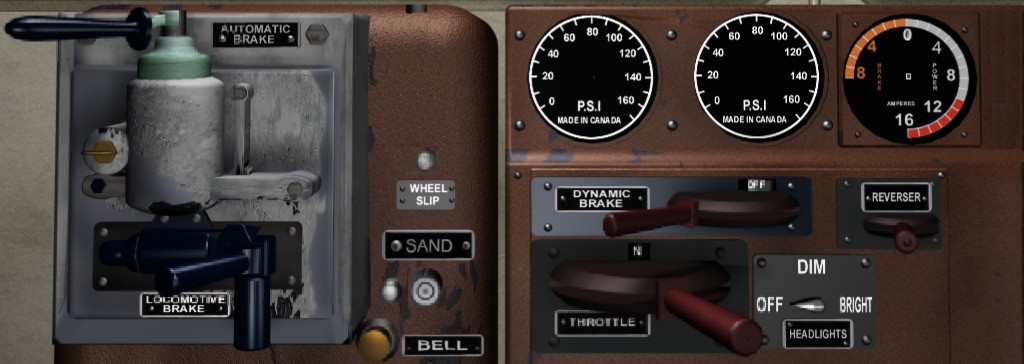 AUTOMATIC
BRAKE
LOCOMOTIVE
BRAKE
WHEEL
SLIP
SAND
BELL
0 40 60 80 100 120 140 160
P.S.I
MADE IN CANADA
0 40 60 80 100 120 140 160
P.S.I
MADE IN CANADA
8 4 0 4 8 12 16
BRAKE
POWER
AMPERES
DYNAMIC
BRAKE
OFF
REVERSER
N
THROTTLE
DIM
OFF
BRIGHT
HEADLIGHTS